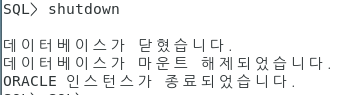 SQL> shutdown
데이터베이스가 닫혔습니다.
데이터베이스가 마운트 해제되었습니다.
ORACLE 인스턴스가 종료되었습니다.